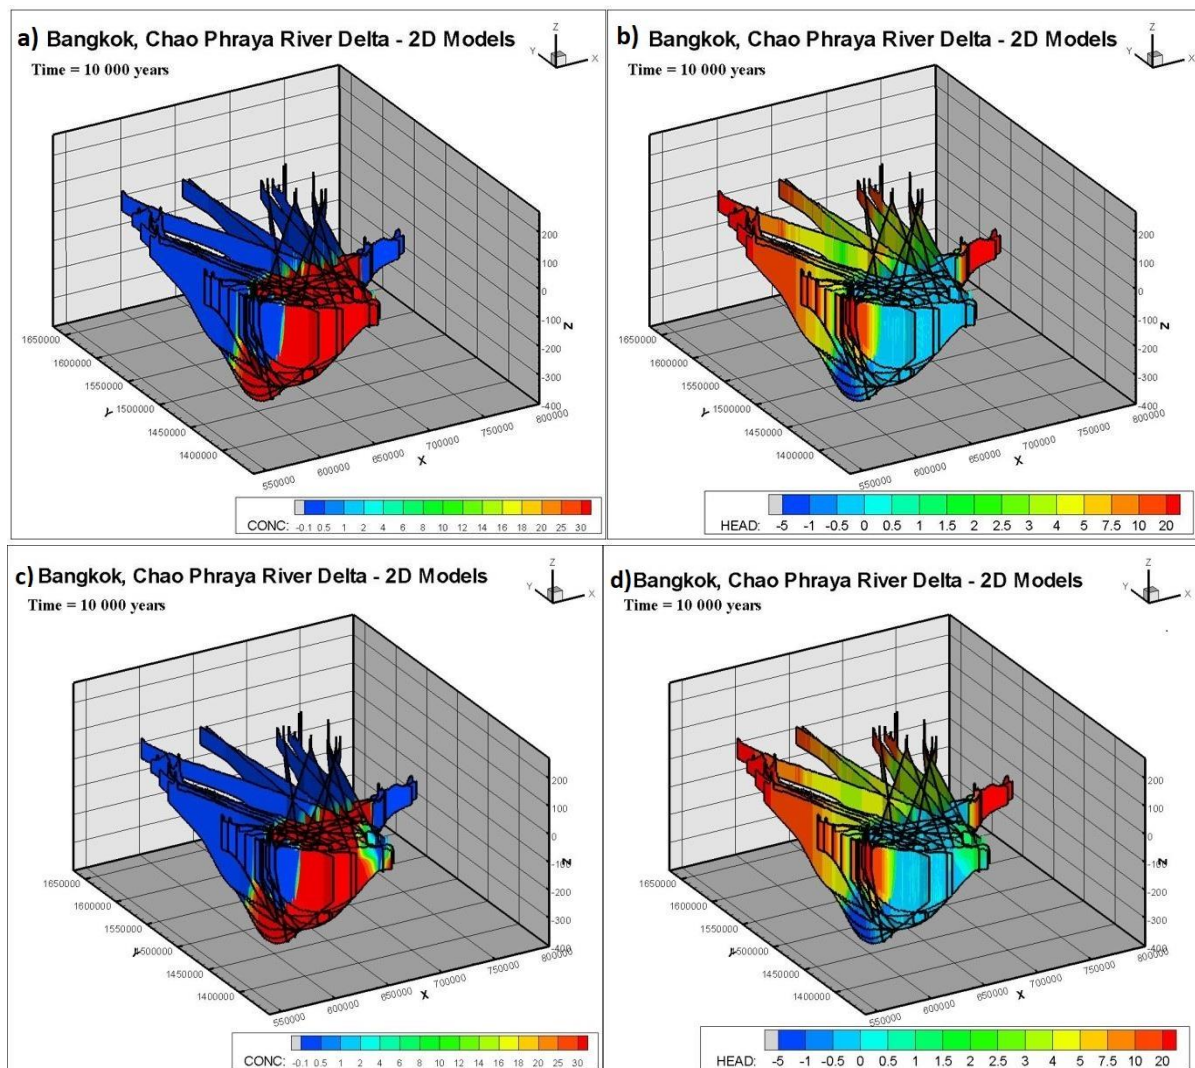 a) Bangkok, Chao Phraya River Delta - 2D Models
Time = 10 000 years
Z
Y
X
200
100
0
-100
-200
-300
-400
Z
1650000
1600000
1550000
1500000
1450000
1400000
Y
550000
600000
650000
700000
750000
800000
X
CONC: -0.1 0.5 1 2 4 6 8 10 12 14 16 18 20 25 30
b) Bangkok, Chao Phraya River Delta - 2D Models
Time = 10 000 years
Z
Y
X
200
100
0
-100
-200
-300
-400
Z
1650000
1600000
1550000
1500000
1450000
1400000
Y
550000
600000
650000
700000
750000
800000
X
HEAD: -5 -1 -0.5 0 0.5 1 1.5 2 2.5 3 4 5 7.5 10 20
c) Bangkok, Chao Phraya River Delta - 2D Models
Time = 10 000 years
Z
Y
X
200
100
0
-100
-200
-300
-400
Z
1650000
1600000
1550000
1500000
1450000
1400000
Y
550000
600000
650000
700000
750000
800000
X
CONC: -0.1 0.5 1 2 4 6 8 10 12 14 16 18 20 25 30
d) Bangkok, Chao Phraya River Delta - 2D Models
Time = 10 000 years
Z
Y
X
200
100
0
-100
-200
-300
-400
Z
1650000
1600000
1550000
1500000
1450000
1400000
Y
550000
600000
650000
700000
750000
800000
X
HEAD: -5 -1 -0.5 0 0.5 1 1.5 2 2.5 3 4 5 7.5 10 20